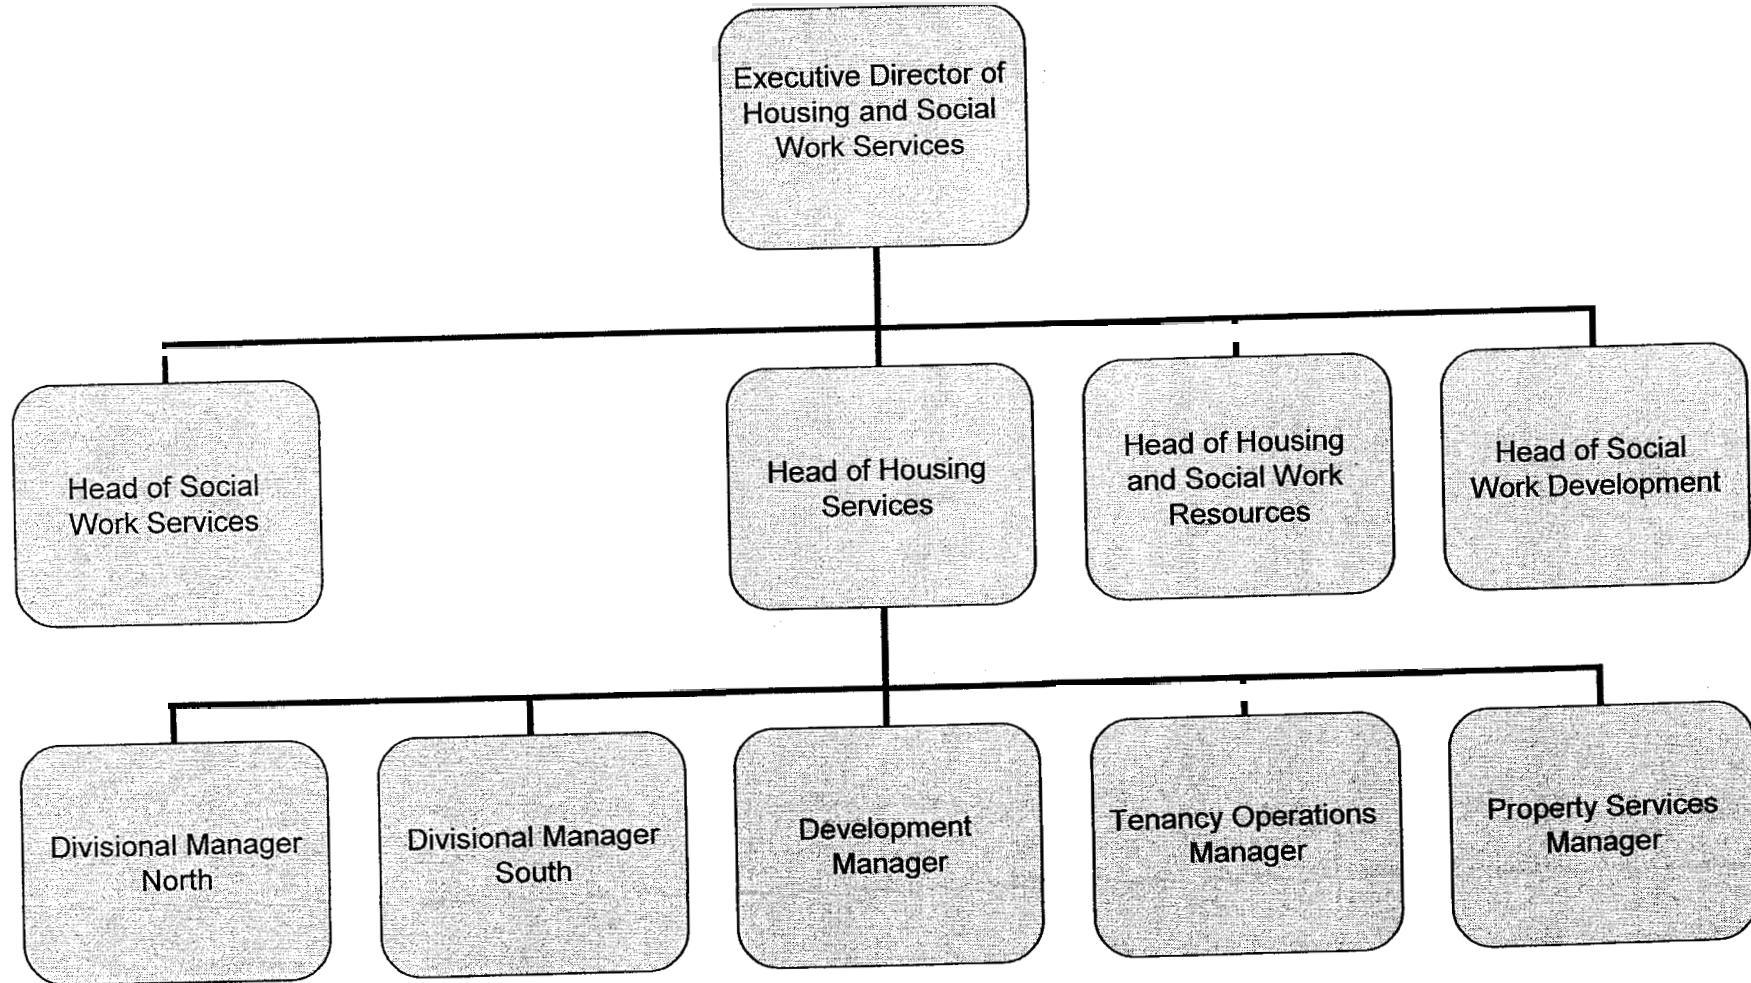 Executive Director of
Housing and Social
Work Services
Head of Social
Work Services
Head of Housing
Services
Head of Housing
and Social Work
Resources
Head of Social
Work Development
Divisional Manager
North
Divisional Manager
South
Development
Manager
Tenancy Operations
Manager
Property Services
Manager